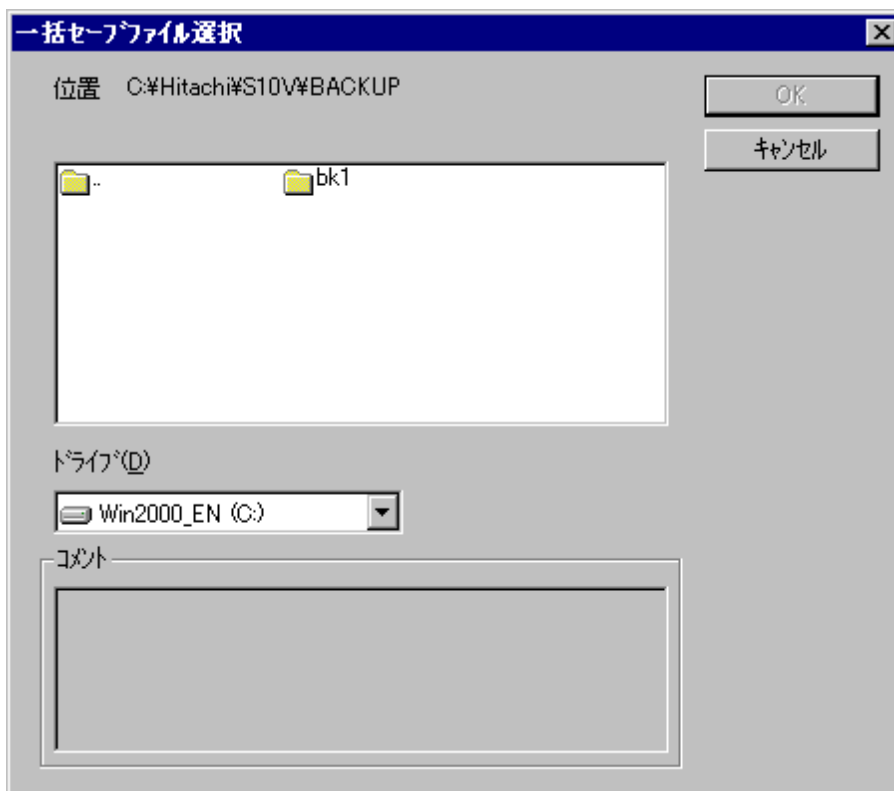 一括ｾｰﾌﾞﾌｧｲﾙ選択
位置 C:¥Hitachi¥S10V¥BACKUP
OK
ｷｬﾝｾﾙ
..
bk1
ﾄﾞﾗｲﾌﾞ(D)
Win2000_EN (C:)
ｺﾒﾝﾄ